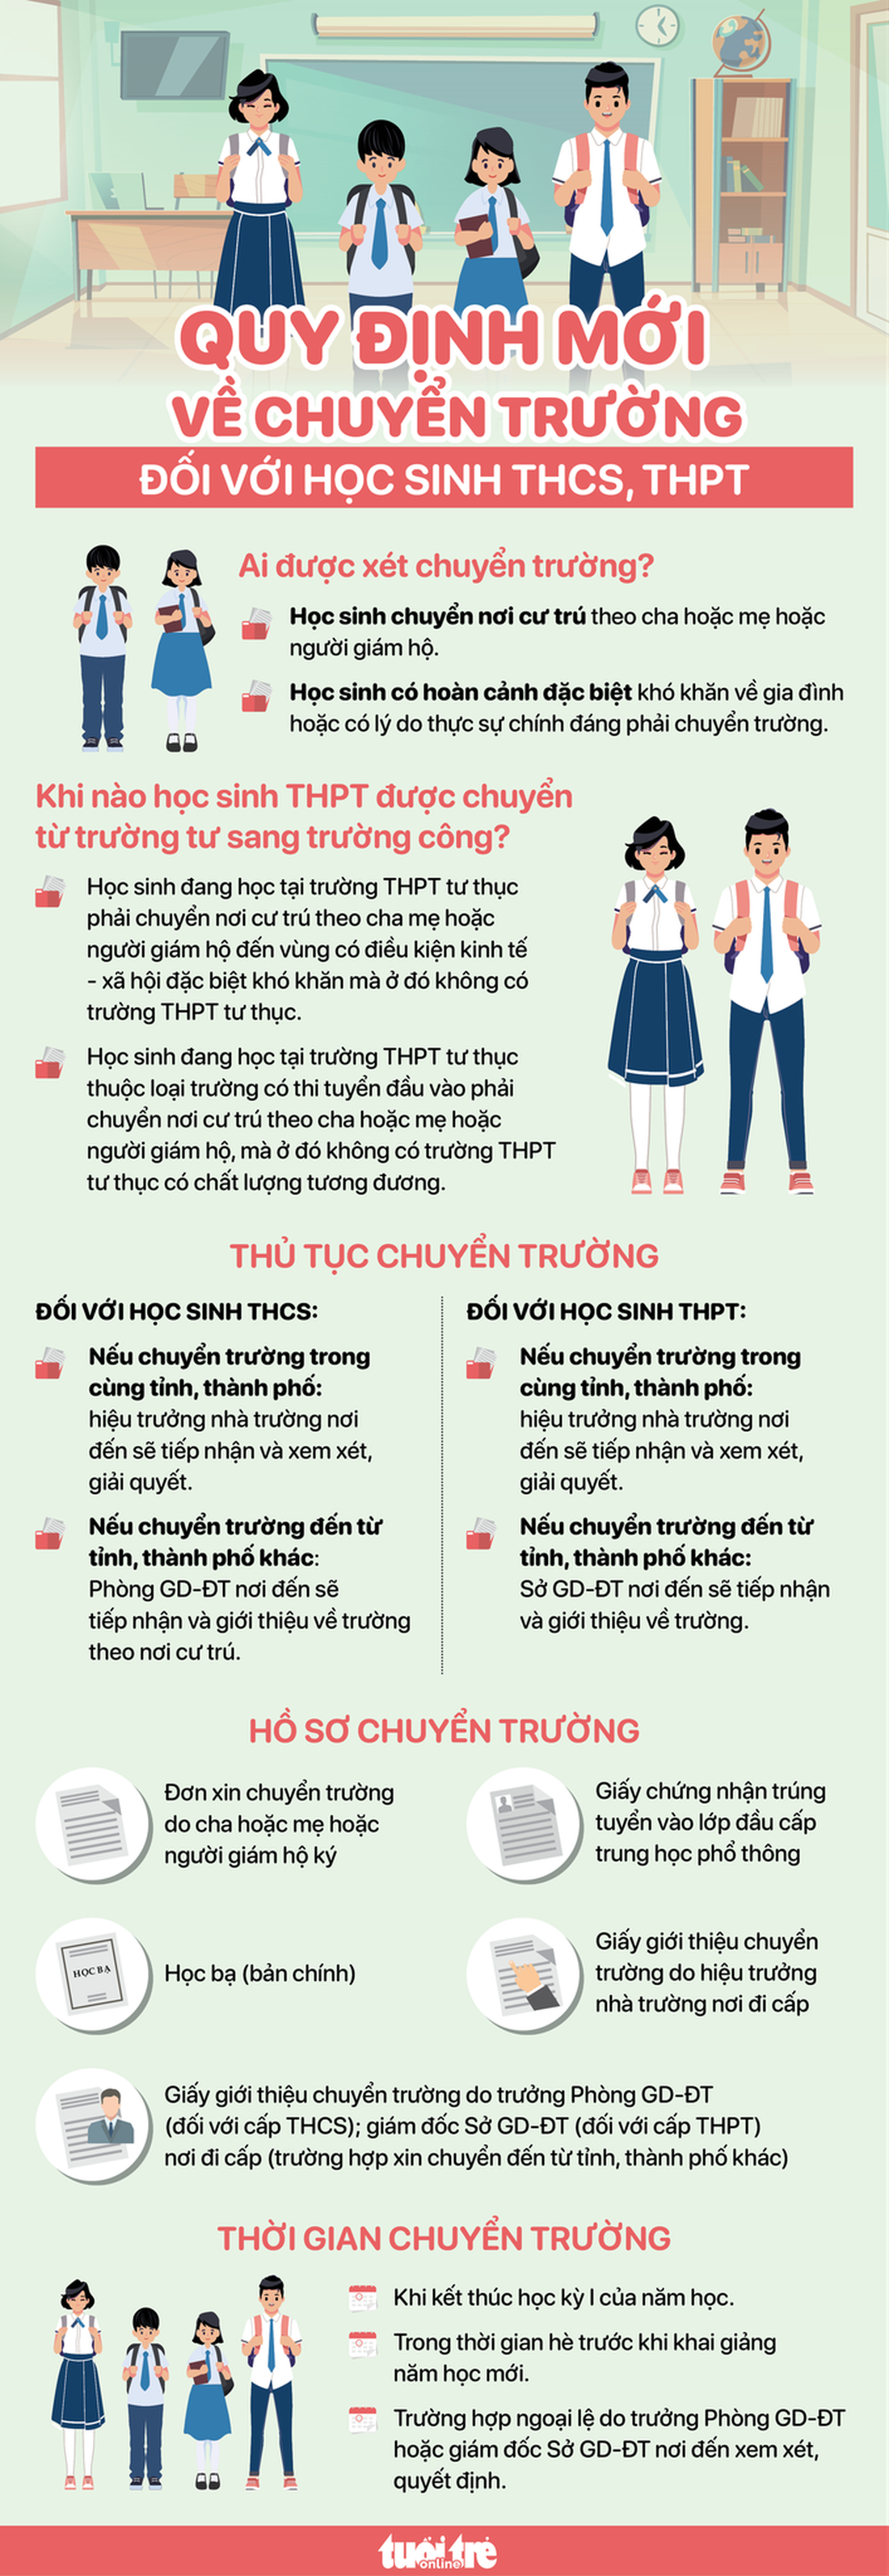 QUY ĐỊNH MỚI
VỀ CHUYỂN TRƯỜNG
ĐỐI VỚI HỌC SINH THCS, THPT
Ai được xét chuyển trường?
Học sinh chuyển nơi cư trú theo cha hoặc mẹ hoặc
người giám hộ.
Học sinh có hoàn cảnh đặc biệt khó khăn về gia đình
hoặc có lý do thực sự chính đáng phải chuyển trường.
Khi nào học sinh THPT được chuyển
từ trường tư sang trường công?
Học sinh đang học tại trường THPT tư thục
phải chuyển nơi cư trú theo cha mẹ hoặc
người giám hộ đến vùng có điều kiện kinh tế
- xã hội đặc biệt khó khăn mà ở đó không có
trường THPT tư thục.
Học sinh đang học tại trường THPT tư thục
thuộc loại trường có thi tuyển đầu vào phải
chuyển nơi cư trú theo cha hoặc mẹ hoặc
người giám hộ, mà ở đó không có trường THPT
tư thục có chất lượng tương đương.
THỦ TỤC CHUYỂN TRƯỜNG
ĐỐI VỚI HỌC SINH THCS:
Nếu chuyển trường trong
cùng tỉnh, thành phố:
hiệu trưởng nhà trường nơi
đến sẽ tiếp nhận và xem xét,
giải quyết.
Nếu chuyển trường đến từ
tỉnh, thành phố khác:
Phòng GD-ĐT nơi đến sẽ
tiếp nhận và giới thiệu về trường
theo nơi cư trú.
ĐỐI VỚI HỌC SINH THPT:
Nếu chuyển trường trong
cùng tỉnh, thành phố:
hiệu trưởng nhà trường nơi
đến sẽ tiếp nhận và xem xét,
giải quyết.
Nếu chuyển trường đến từ
tỉnh, thành phố khác:
Sở GD-ĐT nơi đến sẽ tiếp nhận
và giới thiệu về trường.
HỒ SƠ CHUYỂN TRƯỜNG
Đơn xin chuyển trường
do cha hoặc mẹ hoặc
người giám hộ ký
Giấy chứng nhận trúng
tuyển vào lớp đầu cấp
trung học phổ thông
HỌC BẠ
Học bạ (bản chính)
Giấy giới thiệu chuyển
trường do hiệu trưởng
nhà trường nơi đi cấp
Giấy giới thiệu chuyển trường do trưởng Phòng GD-ĐT
(đối với cấp THCS); giám đốc Sở GD-ĐT (đối với cấp THPT)
nơi đi cấp (trường hợp xin chuyển đến từ tỉnh, thành phố khác)
THỜI GIAN CHUYỂN TRƯỜNG
Khi kết thúc học kỳ I của năm học.
Trong thời gian hè trước khi khai giảng
năm học mới.
Trường hợp ngoại lệ do trưởng Phòng GD-ĐT
hoặc giám đốc Sở GD-ĐT nơi đến xem xét,
quyết định.
tuổi trẻ
online